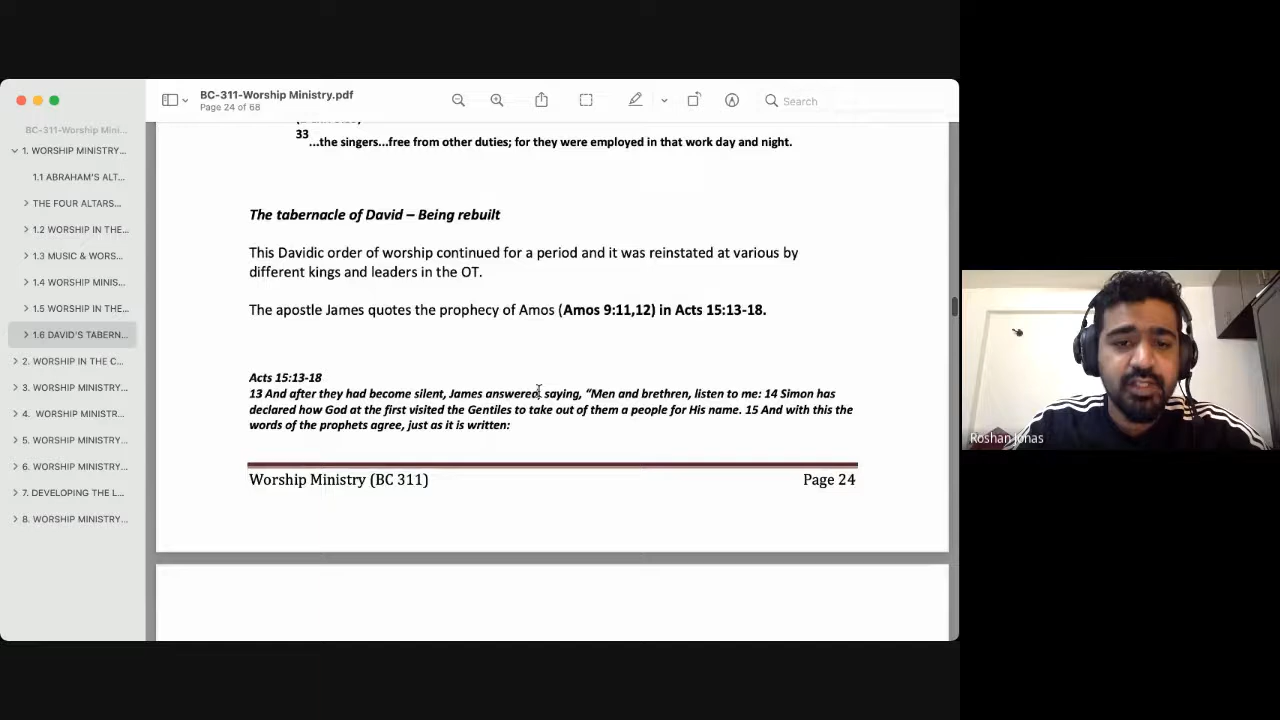 BC-311-Worship Ministry.pdf
Page 24 of 68
Search
BC-311-Worship Mini...
1. WORSHIP MINISTRY...
1.1 ABRAHAM'S ALT...
THE FOUR ALTARS...
1.2 WORSHIP IN THE...
1.3 MUSIC & WORS...
1.4 WORSHIP MINIS...
1.5 WORSHIP IN THE...
1.6 DAVID'S TABERN...
2. WORSHIP IN THE C...
3. WORSHIP MINISTRY...
4. WORSHIP MINISTRY...
5. WORSHIP MINISTRY...
6. WORSHIP MINISTRY...
7. DEVELOPING THE L...
8. WORSHIP MINISTRY...
33
...the singers...free from other duties; for they were employed in that work day and night.
The tabernacle of David – Being rebuilt
This Davidic order of worship continued for a period and it was reinstated at various by
different kings and leaders in the OT.
The apostle James quotes the prophecy of Amos (Amos 9:11,12) in Acts 15:13-18.
Acts 15:13-18
13 And after they had become silent, James answered, saying, “Men and brethren, listen to me: 14 Simon has
declared how God at the first visited the Gentiles to take out of them a people for His name. 15 And with this the
words of the prophets agree, just as it is written:
Worship Ministry (BC 311) Page 24
Roshan Jonas